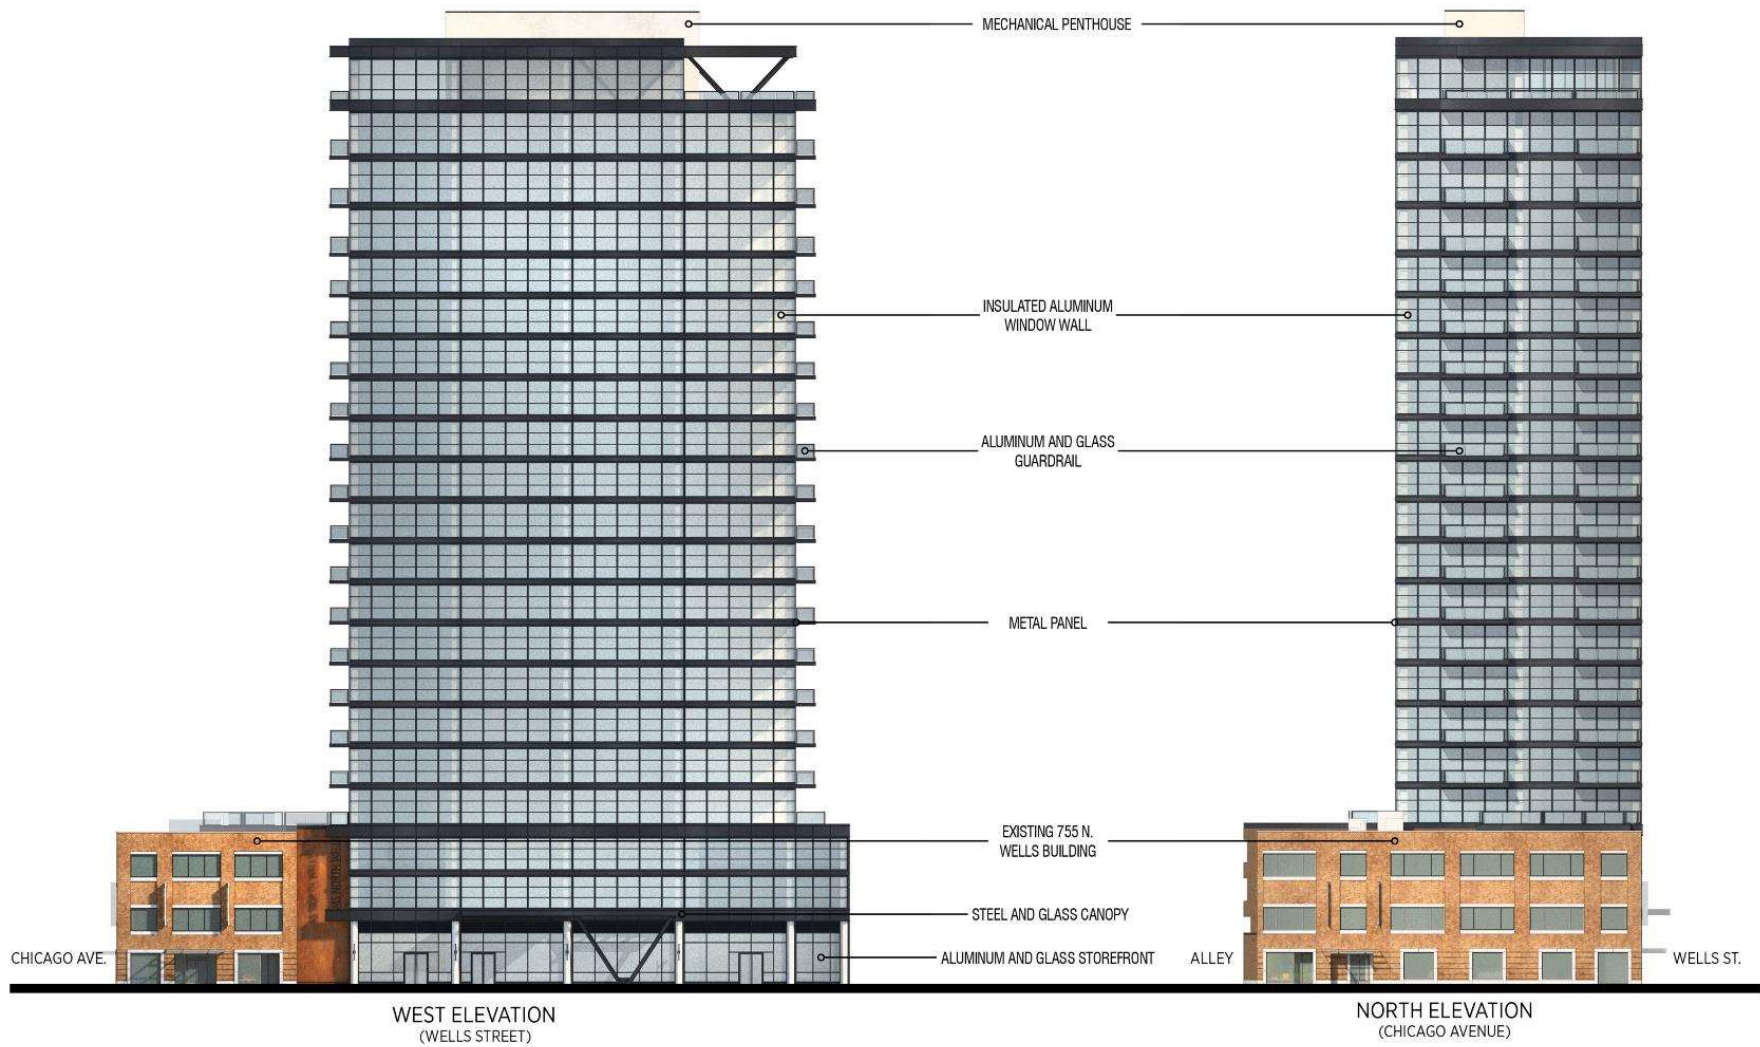 MECHANICAL PENTHOUSE
INSULATED ALUMINUM
WINDOW WALL
ALUMINUM AND GLASS
GUARDRAIL
METAL PANEL
EXISTING 755 N.
WELLS BUILDING
STEEL AND GLASS CANOPY
CHICAGO AVE.
ALUMINUM AND GLASS STOREFRONT
ALLEY
WELLS ST.
WEST ELEVATION
(WELLS STREET)
NORTH ELEVATION
(CHICAGO AVENUE)